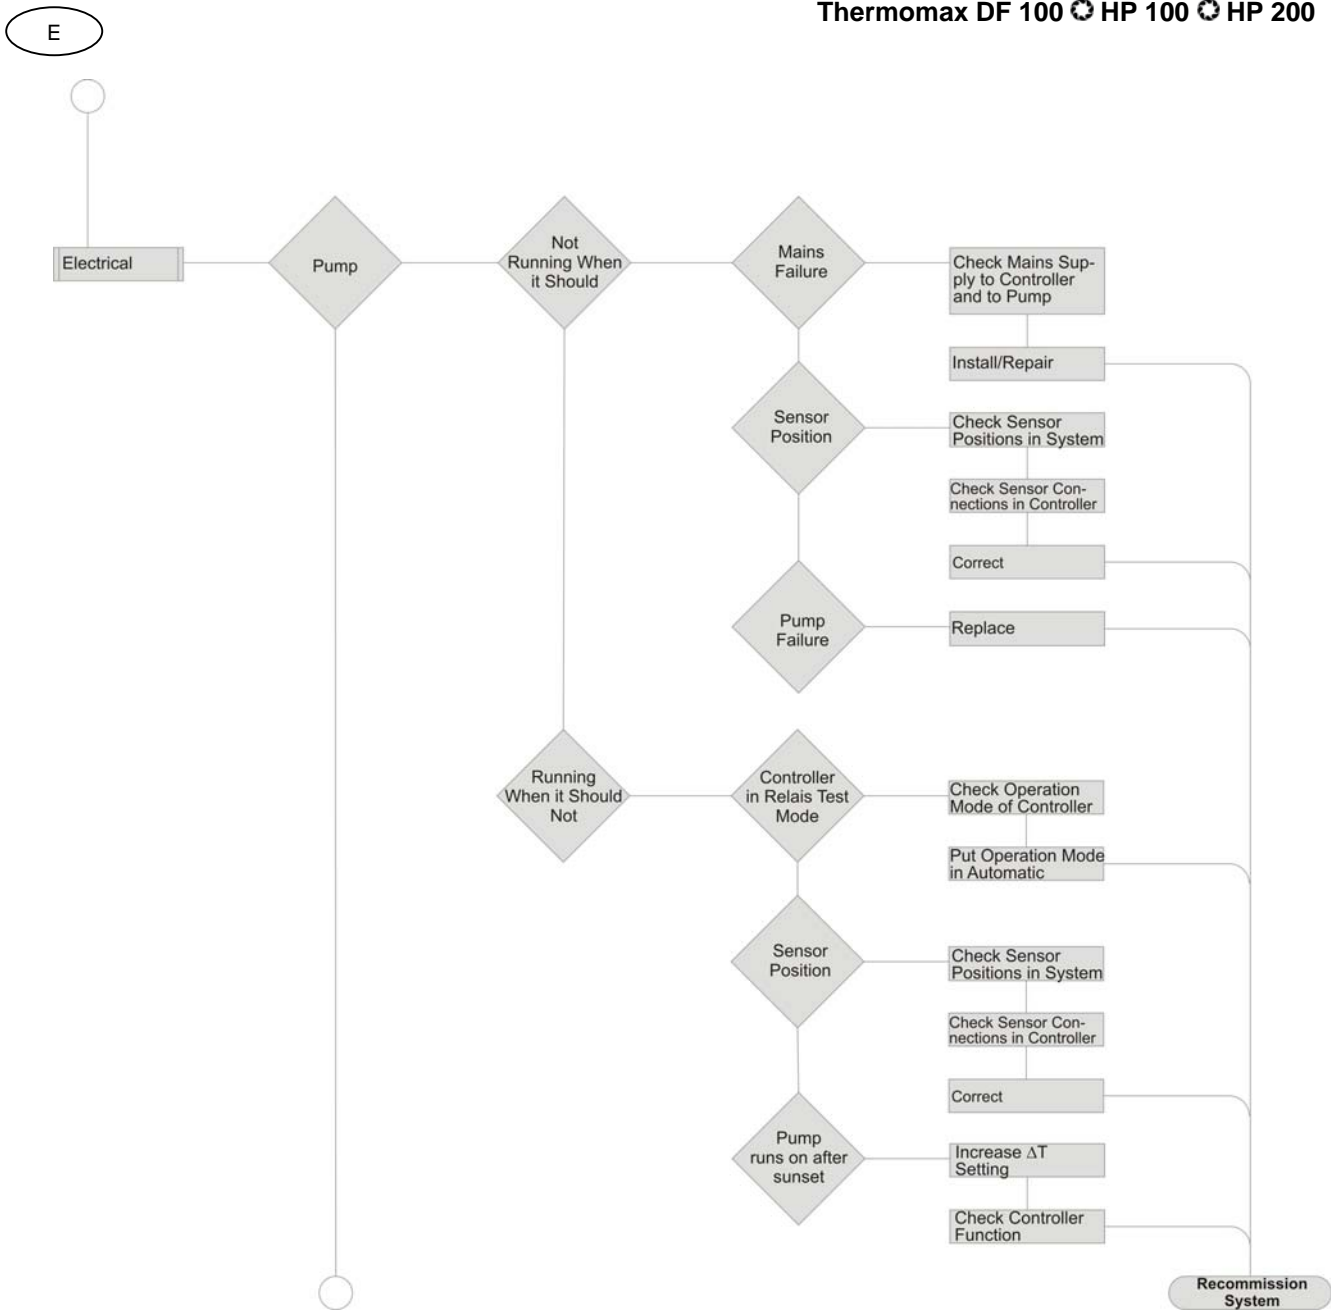 Thermomax DF 100 HP 100 HP 200
E
Electrical
Pump
Not
Running When
it Should
Mains
Failure
Check Mains Sup-
ply to Controller
and to Pump
Install/Repair
Sensor
Position
Check Sensor
Positions in System
Check Sensor Con-
nections in Controller
Correct
Pump
Failure
Replace
Running
When it Should
Not
Controller
in Relais Test
Mode
Check Operation
Mode of Controller
Put Operation Mode
in Automatic
Sensor
Position
Check Sensor
Positions in System
Check Sensor Con-
nections in Controller
Correct
Pump
runs on after
sunset
Increase ΔT
Setting
Check Controller
Function
Recommission
System